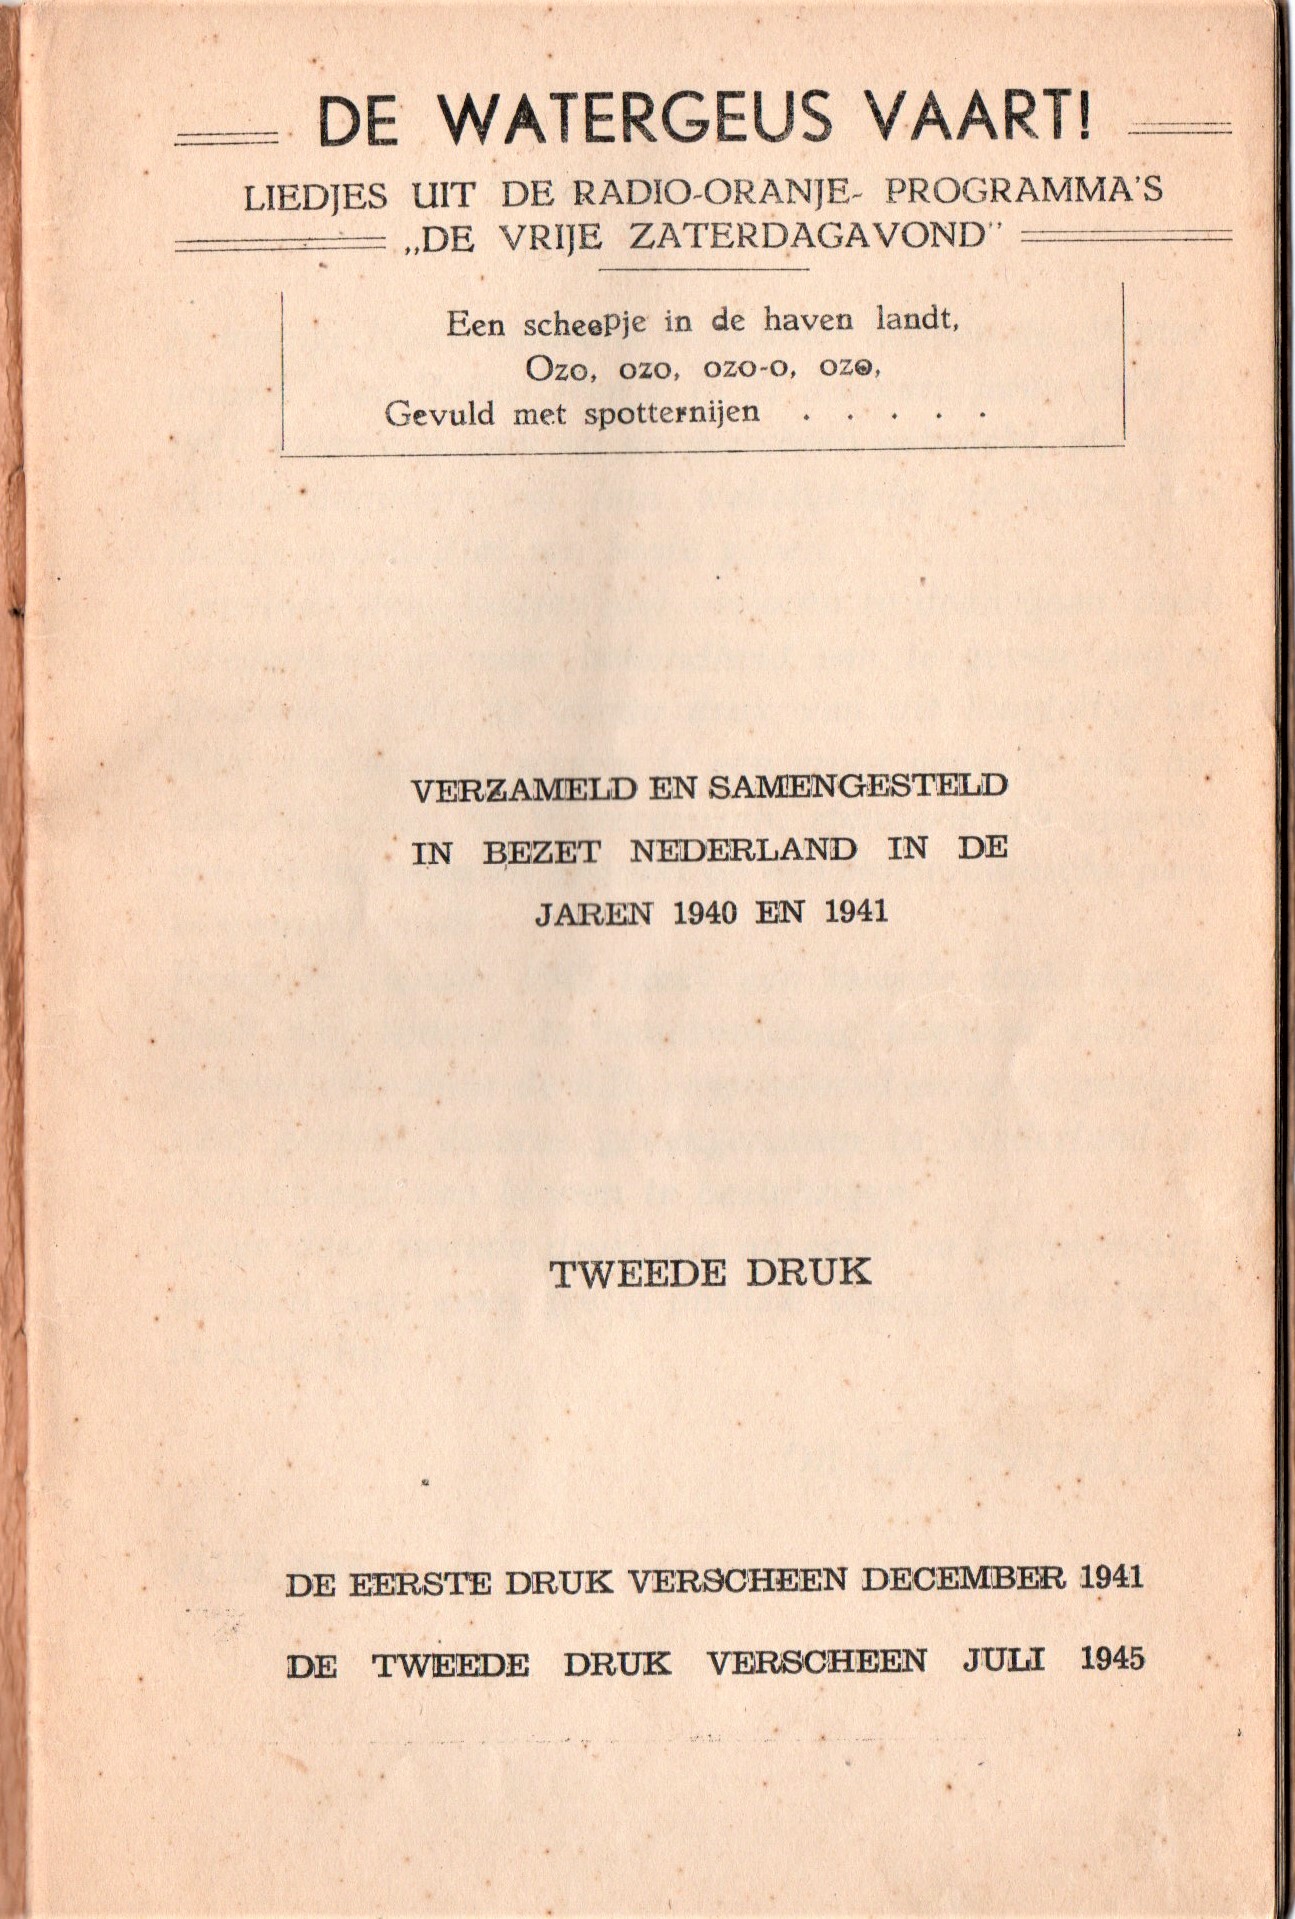 DE WATERGEUS VAART!
LIEDJES UIT DE RADIO-ORANJE- PROGRAMMA'S
„DE VRIJE ZATERDAGAVOND"
Een scheepje in de haven landt,
Ozo, ozo, ozo-o, ozo,
Gevuld met spotternijen . . . . .
VERZAMELD EN SAMENGESTELD
IN BEZET NEDERLAND IN DE
JAREN 1940 EN 1941
TWEEDE DRUK
DE EERSTE DRUK VERSCHEEN DECEMBER 1941
DE TWEEDE DRUK VERSCHEEN JULI 1945